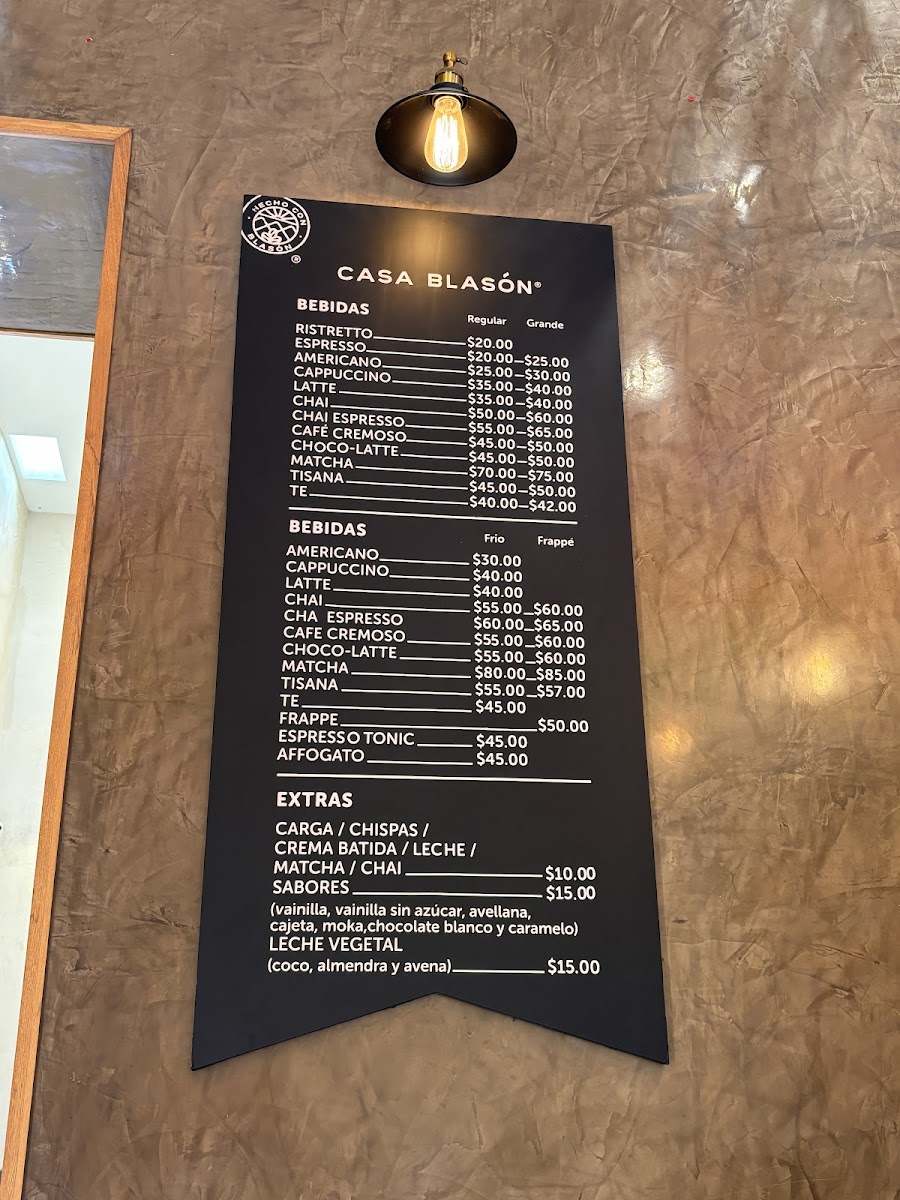 HECHO CON
BLASÓN
®
CASA BLASÓN®
BEBIDAS Regular Grande
RISTRETTO $20.00
ESPRESSO $20.00 $25.00
AMERICANO $25.00 $30.00
CAPPUCCINO $35.00 $40.00
LATTE $35.00 $40.00
CHAI $50.00 $60.00
CHAI ESPRESSO $55.00 $65.00
CAFÉ CREMOSO $45.00 $50.00
CHOCO-LATTE $45.00 $50.00
MATCHA $70.00 $75.00
TISANA $45.00 $50.00
TE $40.00 $42.00
BEBIDAS Frio Frappé
AMERICANO $30.00
CAPPUCCINO $40.00
LATTE $40.00
CHAI $55.00 $60.00
CHA ESPRESSO $60.00 $65.00
CAFE CREMOSO $55.00 $60.00
CHOCO-LATTE $55.00 $60.00
MATCHA $80.00 $85.00
TISANA $55.00 $57.00
TE $45.00
FRAPPE $50.00
ESPRESSO TONIC $45.00
AFFOGATO $45.00
EXTRAS
CARGA / CHISPAS /
CREMA BATIDA / LECHE /
MATCHA / CHAI $10.00
SABORES $15.00
(vainilla, vainilla sin azúcar, avellana,
cajeta, moka,chocolate blanco y caramelo)
LECHE VEGETAL
(coco, almendra y avena) $15.00